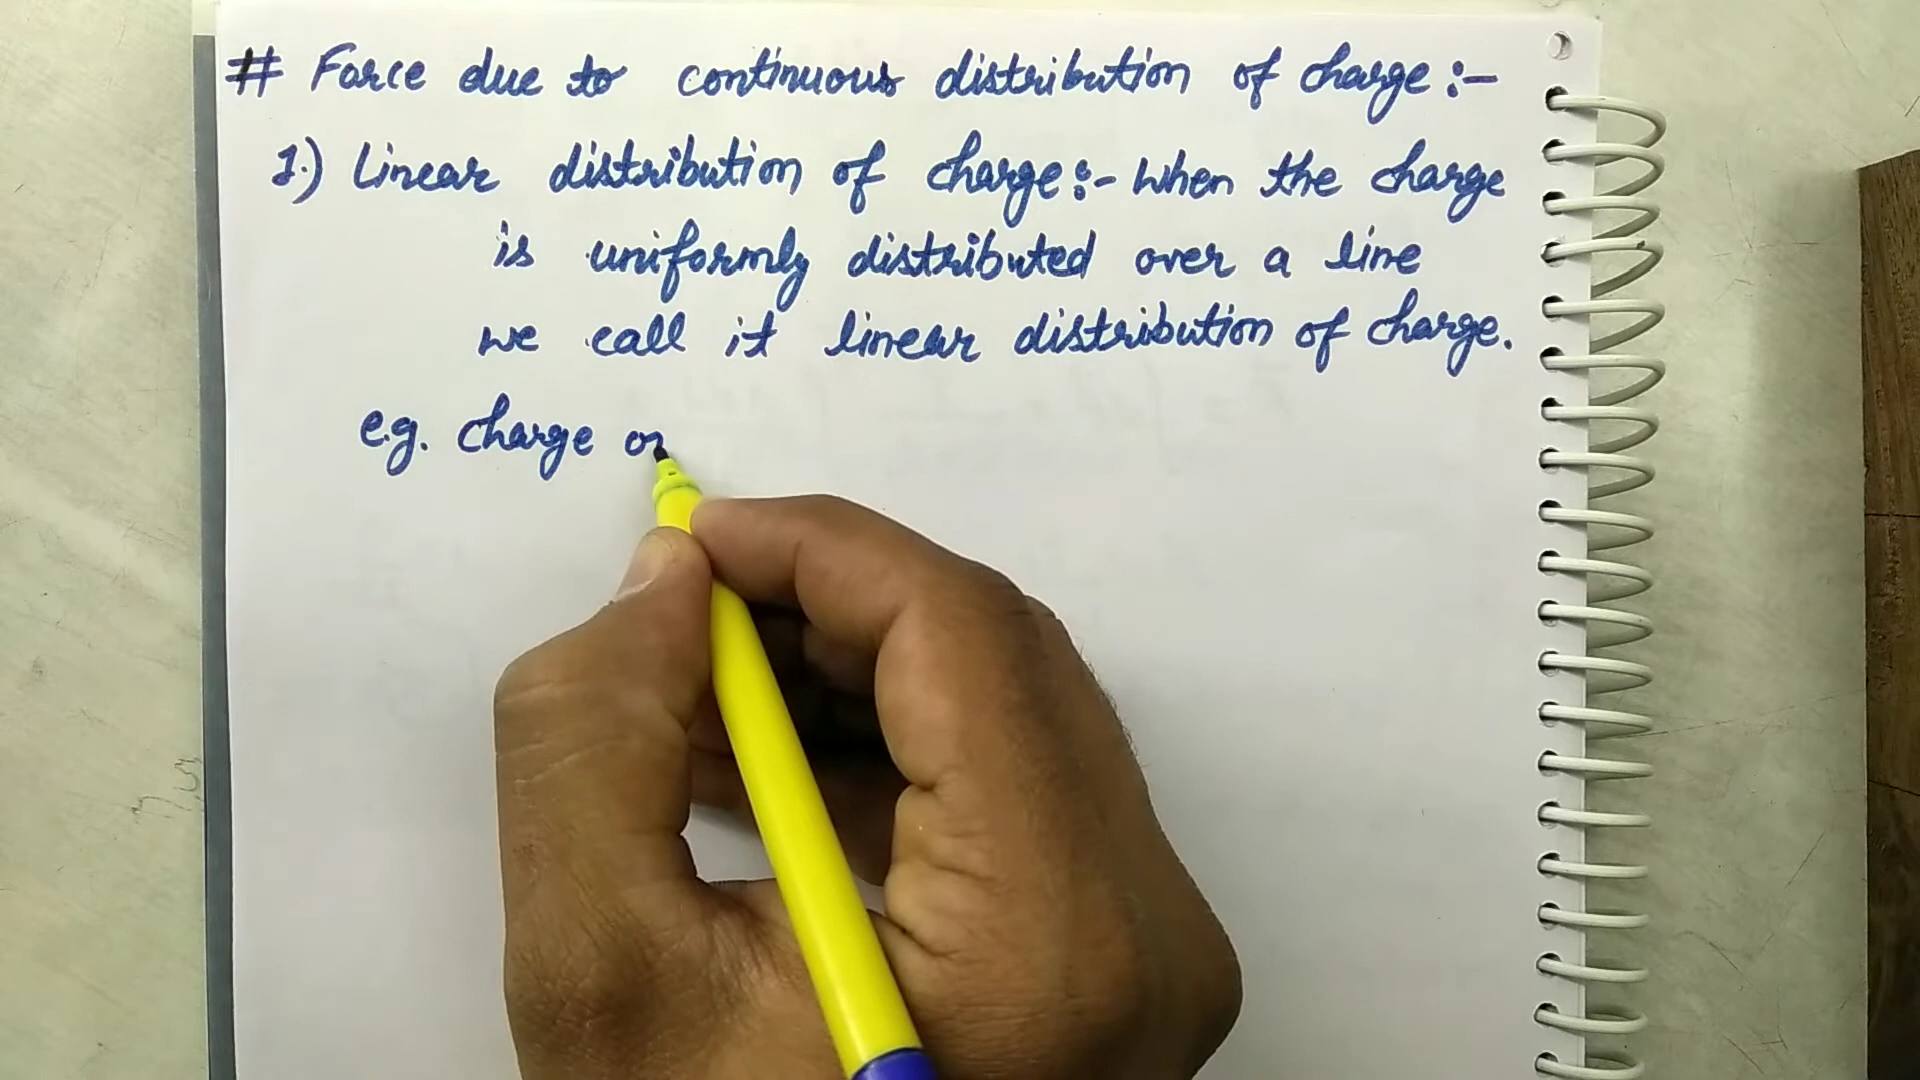 # Force due to continuous distribution of charge :-
1.) Linear distribution of charge :- When the charge
is uniformly distributed over a line
we call it linear distribution of charge.
e.g. charge on